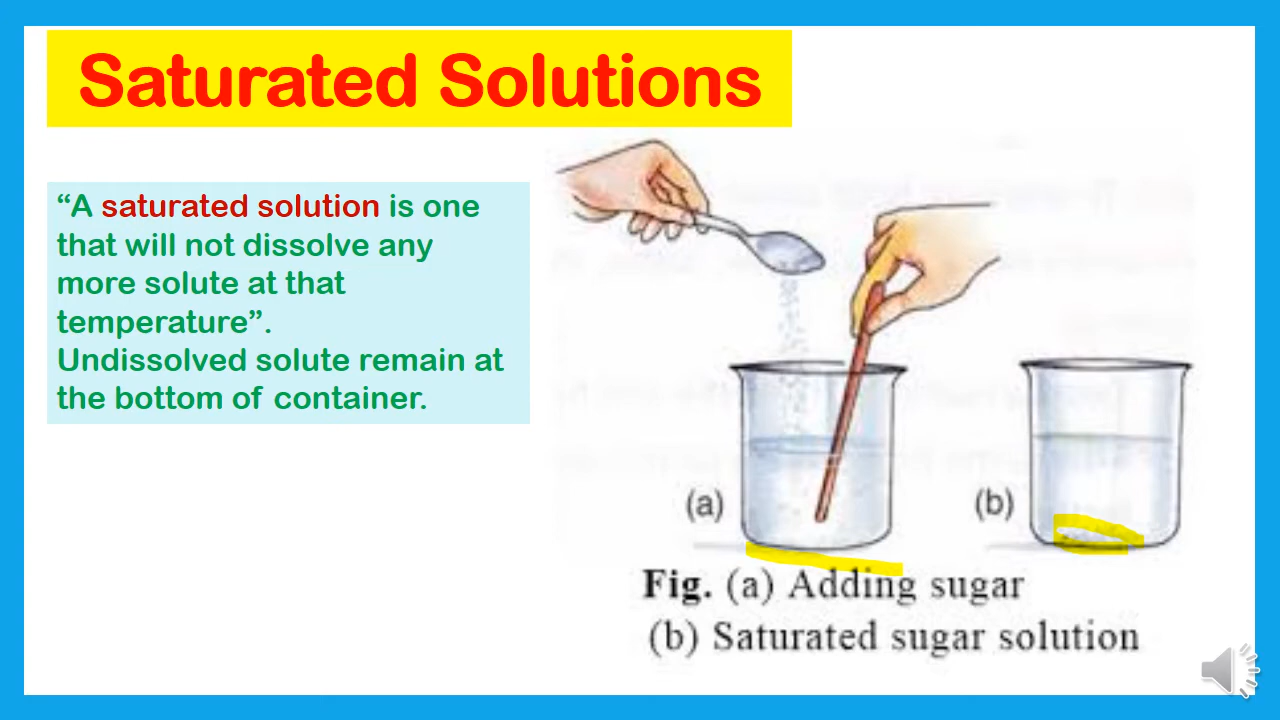 Saturated Solutions
“A saturated solution is one
that will not dissolve any
more solute at that
temperature”.
Undissolved solute remain at
the bottom of container.
(a)
(b)
Fig. (a) Adding sugar
(b) Saturated sugar solution